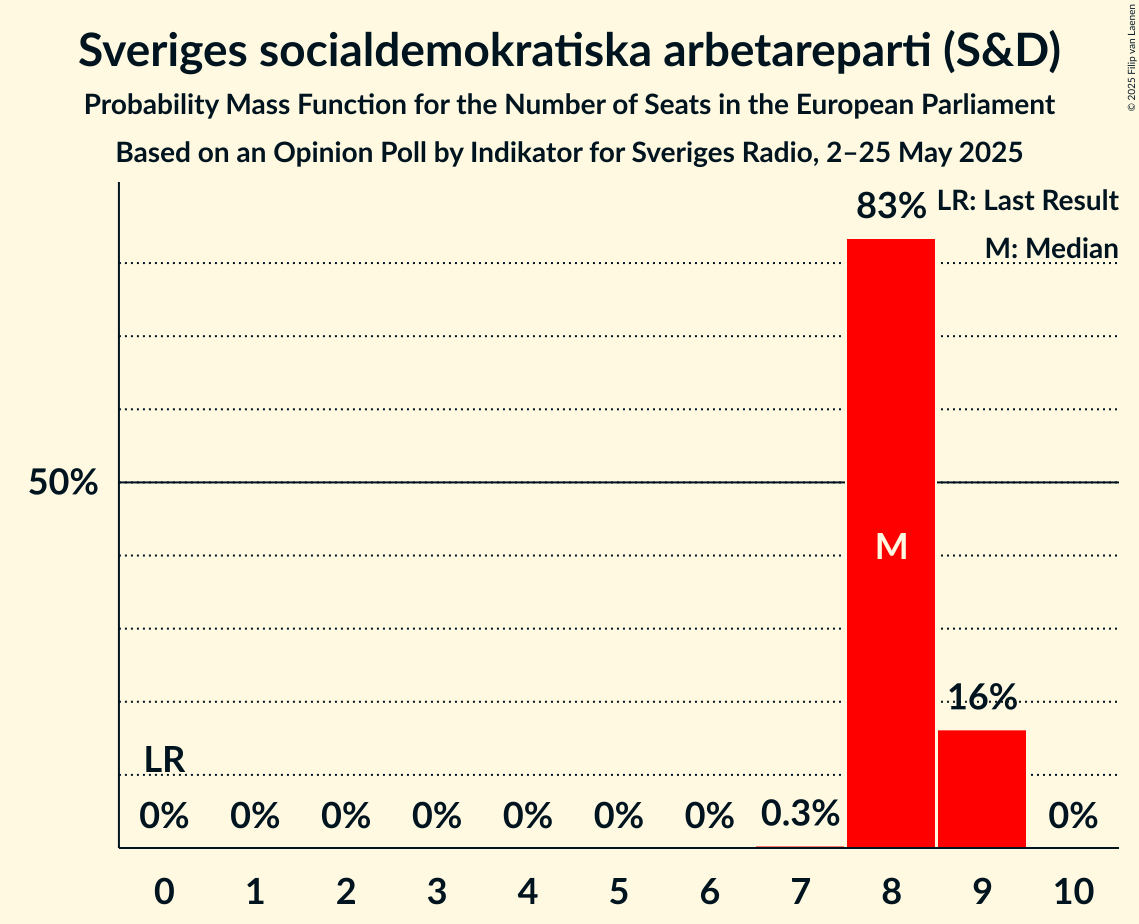 Sveriges socialdemokratiska arbetareparti (S&D)
Probability Mass Function for the Number of Seats in the European Parliament
Based on an Opinion Poll by Indikator for Sveriges Radio, 2–25 May 2025
© 2025 Filip van Laenen
83% LR: Last Result
M: Median
50%
M
16%
LR
0% 0% 0% 0% 0% 0% 0% 0.3% 0%
0 1 2 3 4 5 6 7 8 9 10